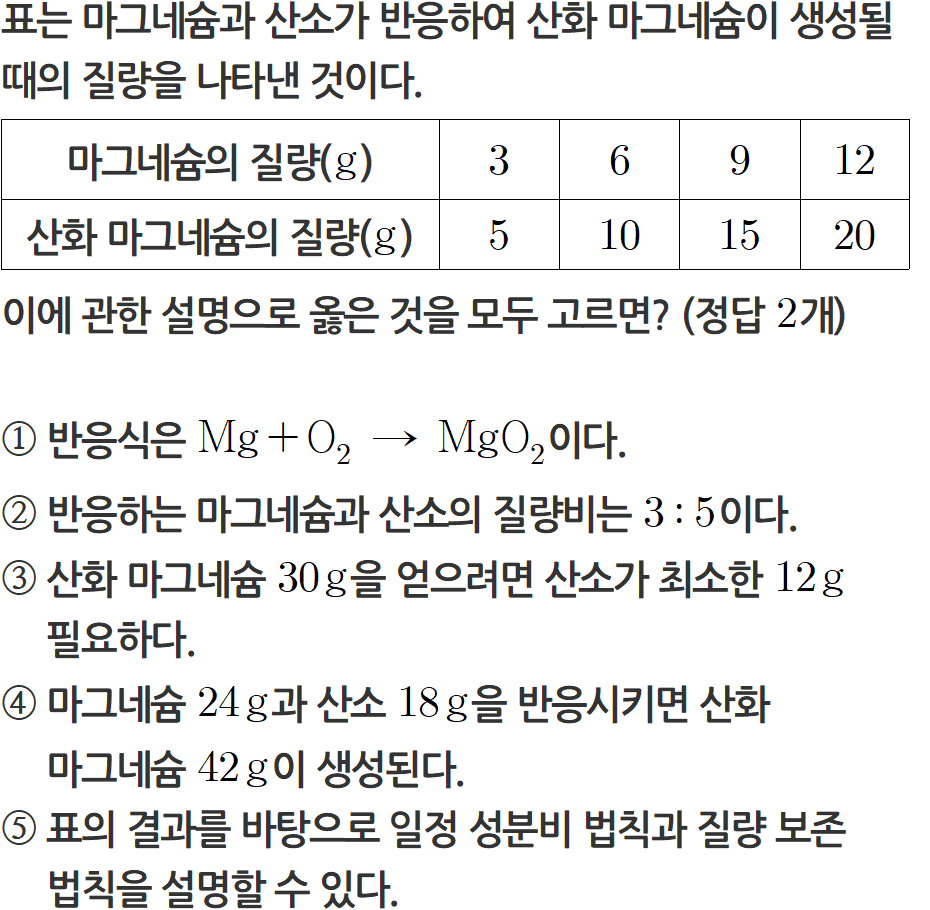 표는 마그네슘과 산소가 반응하여 산화 마그네슘이 생성될
때의 질량을 나타낸 것이다.
마그네슘의 질량(g) 3 6 9 12
산화 마그네슘의 질량(g) 5 10 15 20
이에 관한 설명으로 옳은 것을 모두 고르면? (정답 2개)
① 반응식은 Mg + O₂ → MgO₂이다.
② 반응하는 마그네슘과 산소의 질량비는 3 : 5이다.
③ 산화 마그네슘 30 g을 얻으려면 산소가 최소한 12 g
필요하다.
④ 마그네슘 24 g과 산소 18 g을 반응시키면 산화
마그네슘 42 g이 생성된다.
⑤ 표의 결과를 바탕으로 일정 성분비 법칙과 질량 보존
법칙을 설명할 수 있다.